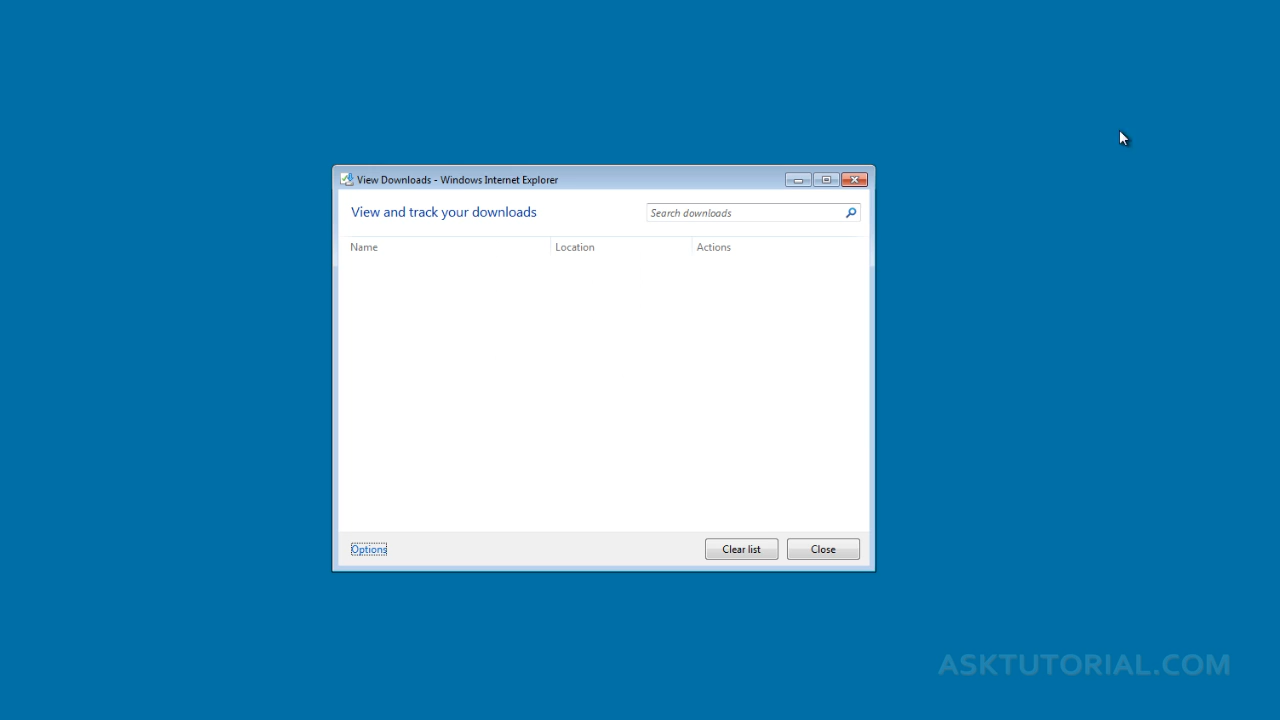 View Downloads - Windows Internet Explorer
View and track your downloads
Search downloads
Name Location Actions
Options Clear list Close
ASKTUTORIAL.COM